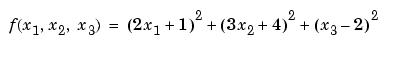 f(x₁, x₂, x₃) = (2x₁ + 1)² + (3x₂ + 4)² + (x₃ – 2)²